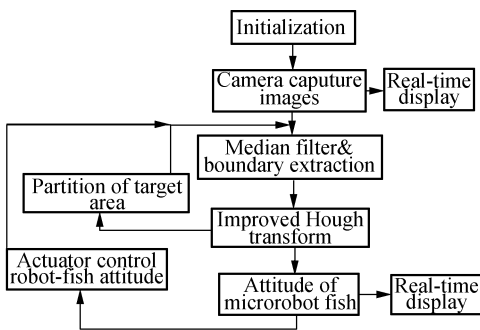 Initialization
Camera caputure
images
Real-time
display
Median filter&
boundary extraction
Partition of target
area
Improved Hough
transform
Actuator control
robot-fish attitude
Attitude of
microrobot fish
Real-time
display